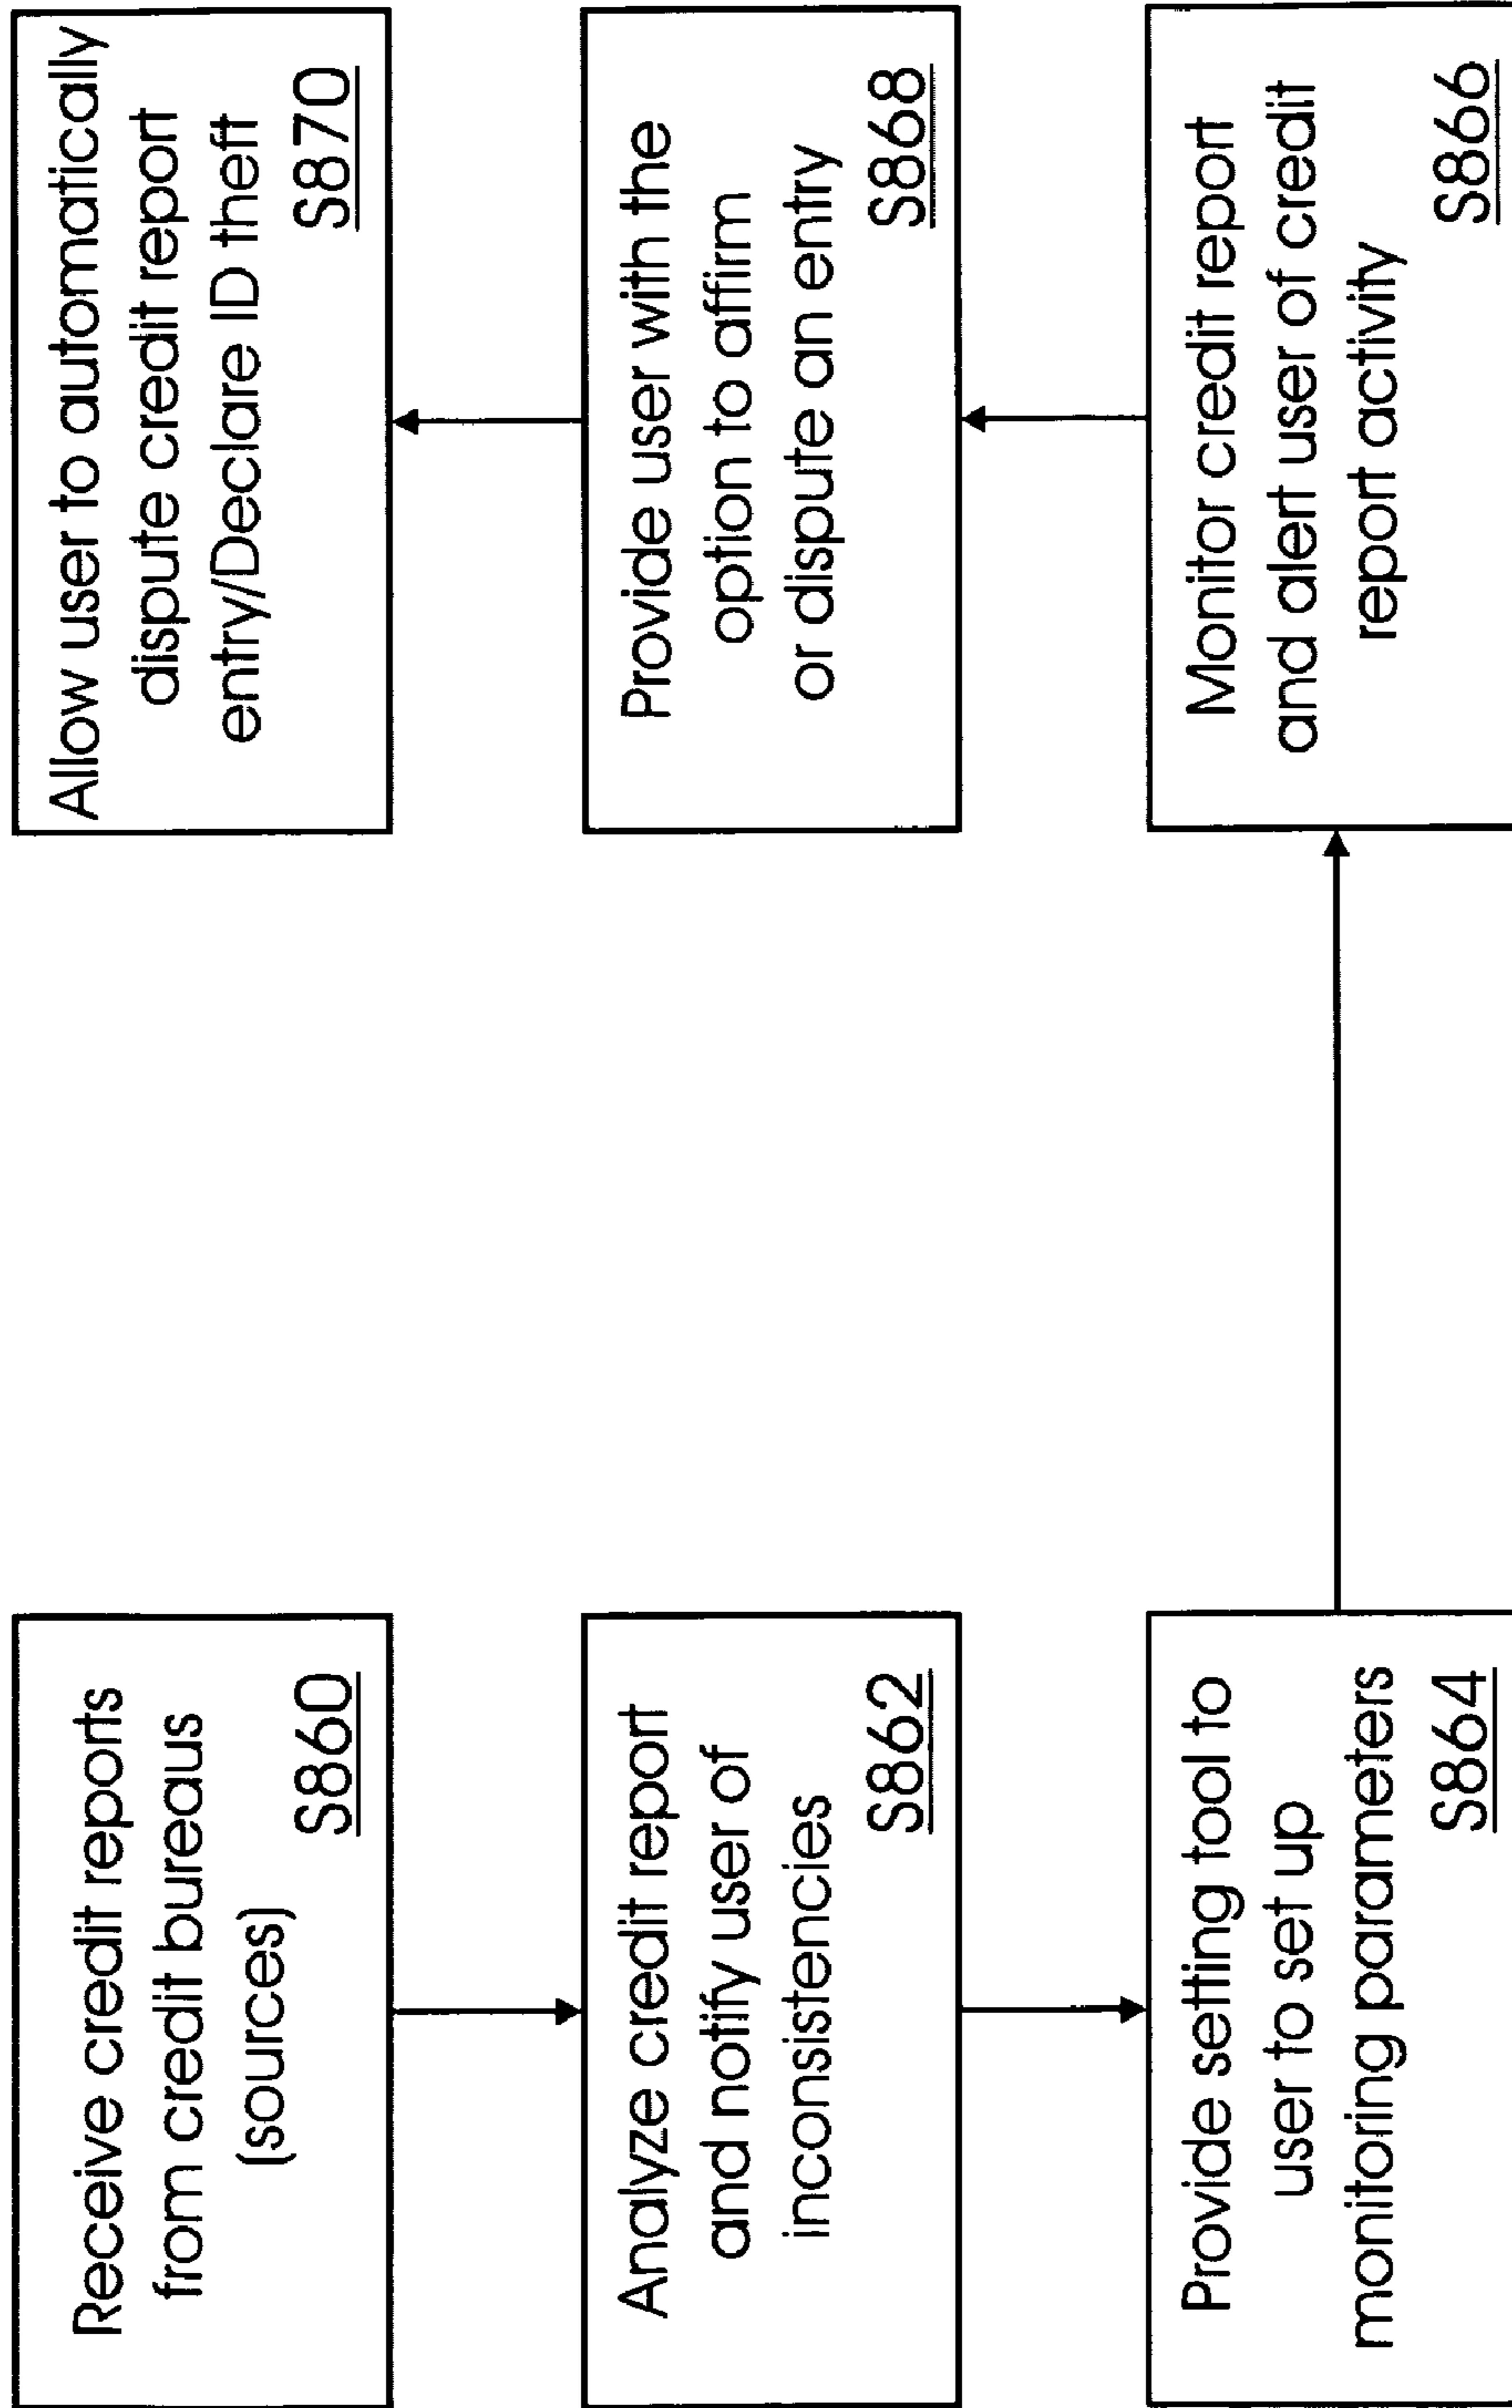 Receive credit reports
from credit bureaus
(sources)
S860
Analyze credit report
and notify user of
inconsistencies
S862
Provide setting tool to
user to set up
monitoring parameters
S864
Monitor credit report
and alert user of credit
report activity
S866
Provide user with the
option to affirm
or dispute an entry
S868
Allow user to automatically
dispute credit report
entry/Declare ID theft
S870